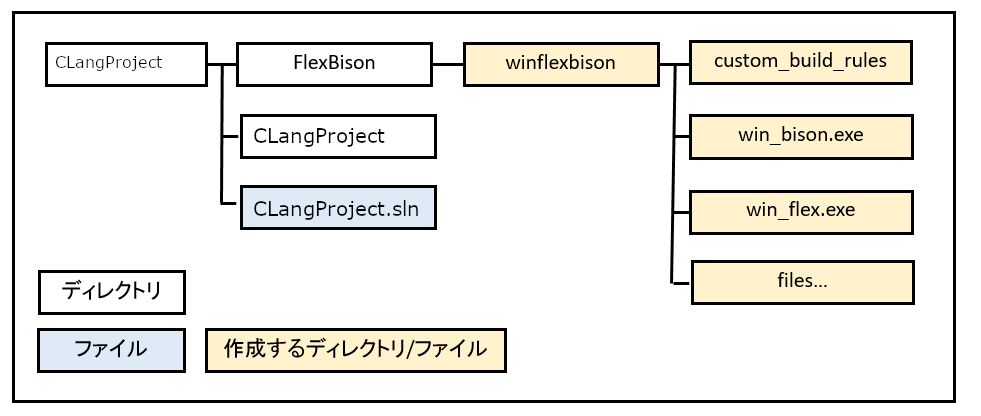 CLangProject
FlexBison
winflexbison
custom_build_rules
CLangProject
win_bison.exe
CLangProject.sln
win_flex.exe
files...
ディレクトリ
ファイル
作成するディレクトリ/ファイル